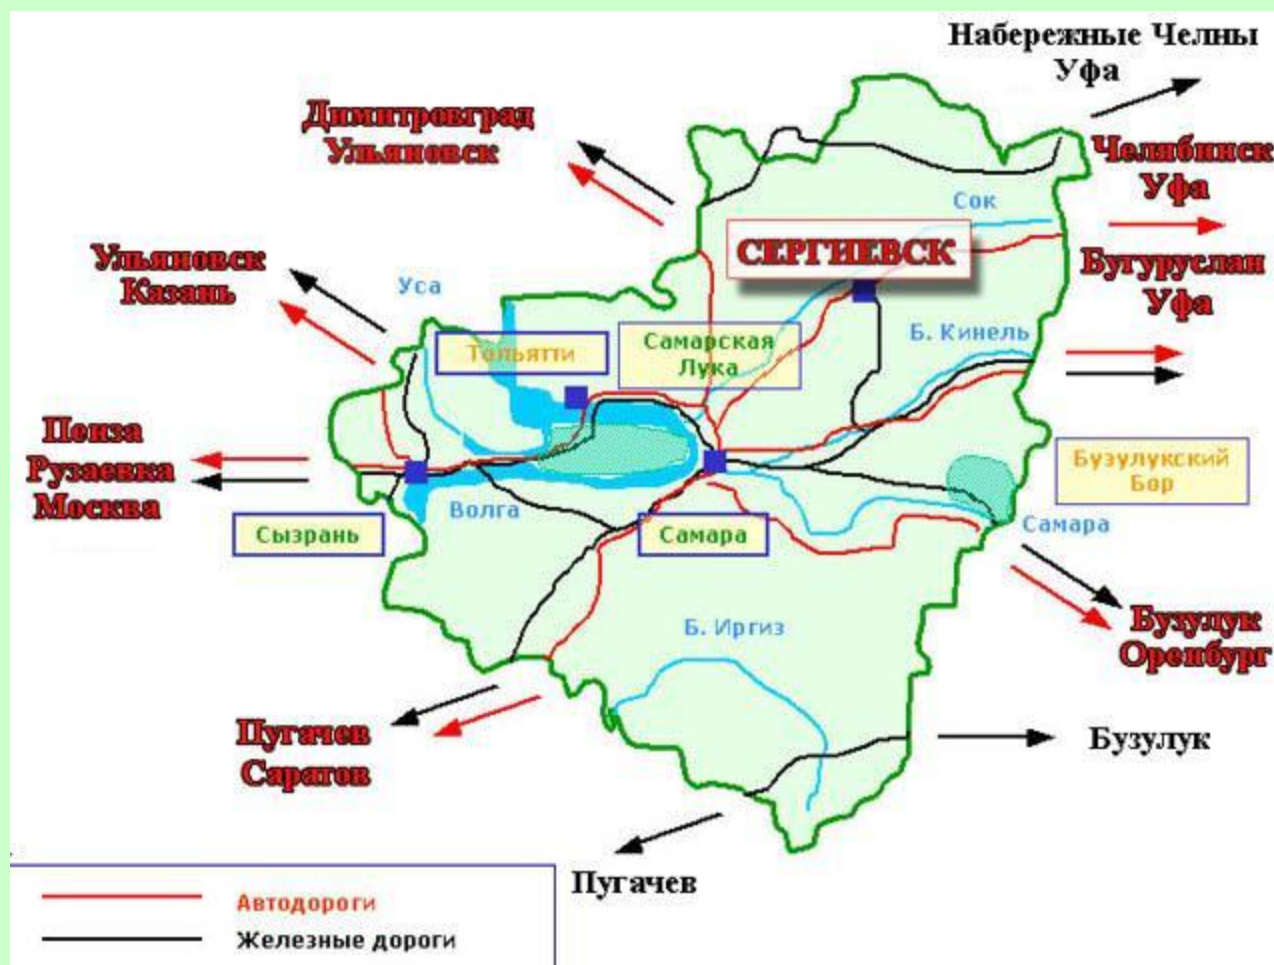 Набережные Челны
Уфа
Димитровград
Ульяновск
Челябинск
Уфа
Сок
СЕРГИЕВСК
Бугуруслан
Уфа
Ульяновск
Казань
Уса
Тольятти
Самарская
Лука
Б. Кинель
Пенза
Рузаевка
Москва
Бузулукский
Бор
Волга
Сызрань
Самара
Самара
Б. Иргиз
Бузулук
Оренбург
Пугачев
Саратов
Бузулук
Пугачев
Автодороги
Железные дороги